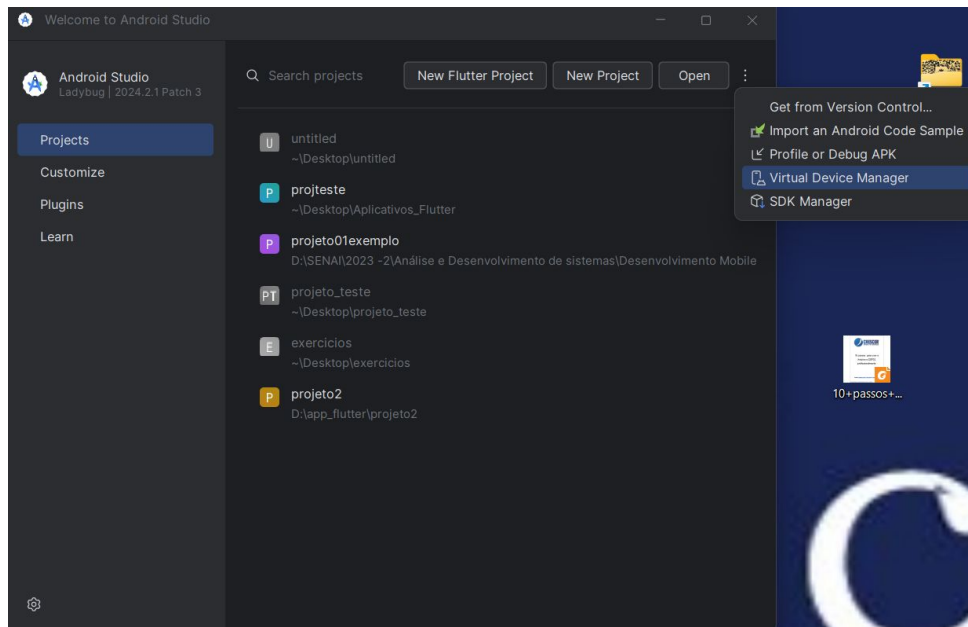 Welcome to Android Studio
Android Studio
Ladybug | 2024.2.1 Patch 3
Projects
Customize
Plugins
Learn
Search projects
New Flutter Project
New Project
Open
Get from Version Control...
Import an Android Code Sample
Profile or Debug APK
Virtual Device Manager
SDK Manager
U
untitled
~\Desktop\untitled
P
projteste
~\Desktop\Aplicativos_Flutter
P
projeto01exemplo
D:\SENAI\2023 -2\Análise e Desenvolvimento de sistemas\Desenvolvimento Mobile
PT
projeto_teste
~\Desktop\projeto_teste
E
exercicios
~\Desktop\exercicios
P
projeto2
D:\app_flutter\projeto2
10+passos+...
C